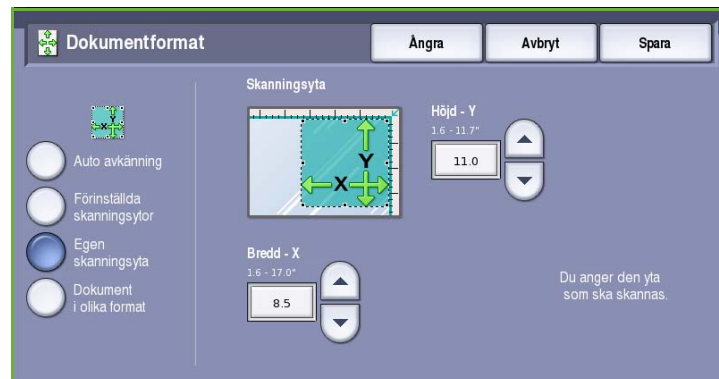 Dokumentformat
Ångra
Avbryt
Spara
Auto avkänning
Förinställda
skanningsytor
Egen
skanningsyta
Dokument
i olika format
Skanningsyta
Y
X
Höjd - Y
1.6 - 11.7"
11.0
Bredd - X
1.6 - 17.0"
8.5
Du anger den yta
som ska skannas.